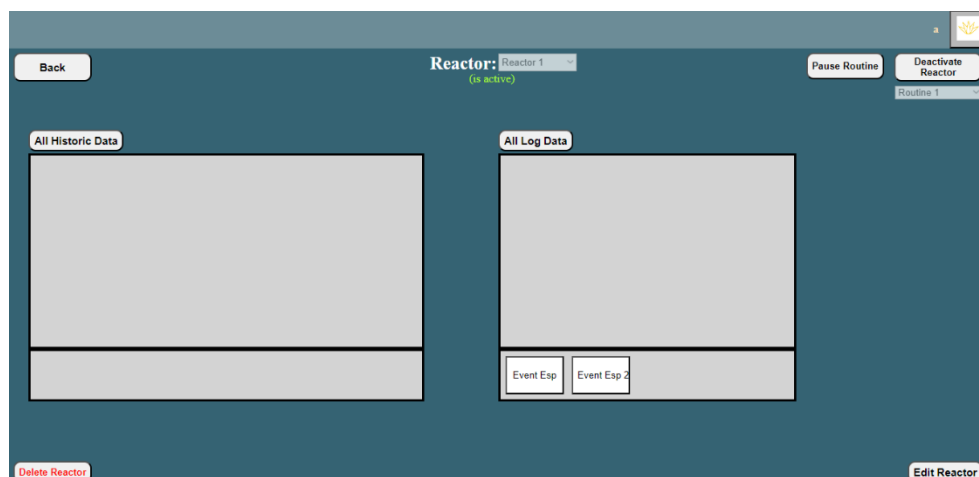 a
Back
Reactor: Reactor 1
(is active)
Pause Routine
Deactivate
Reactor
Routine 1
All Historic Data
All Log Data
Event Esp
Event Esp 2
Delete Reactor
Edit Reactor